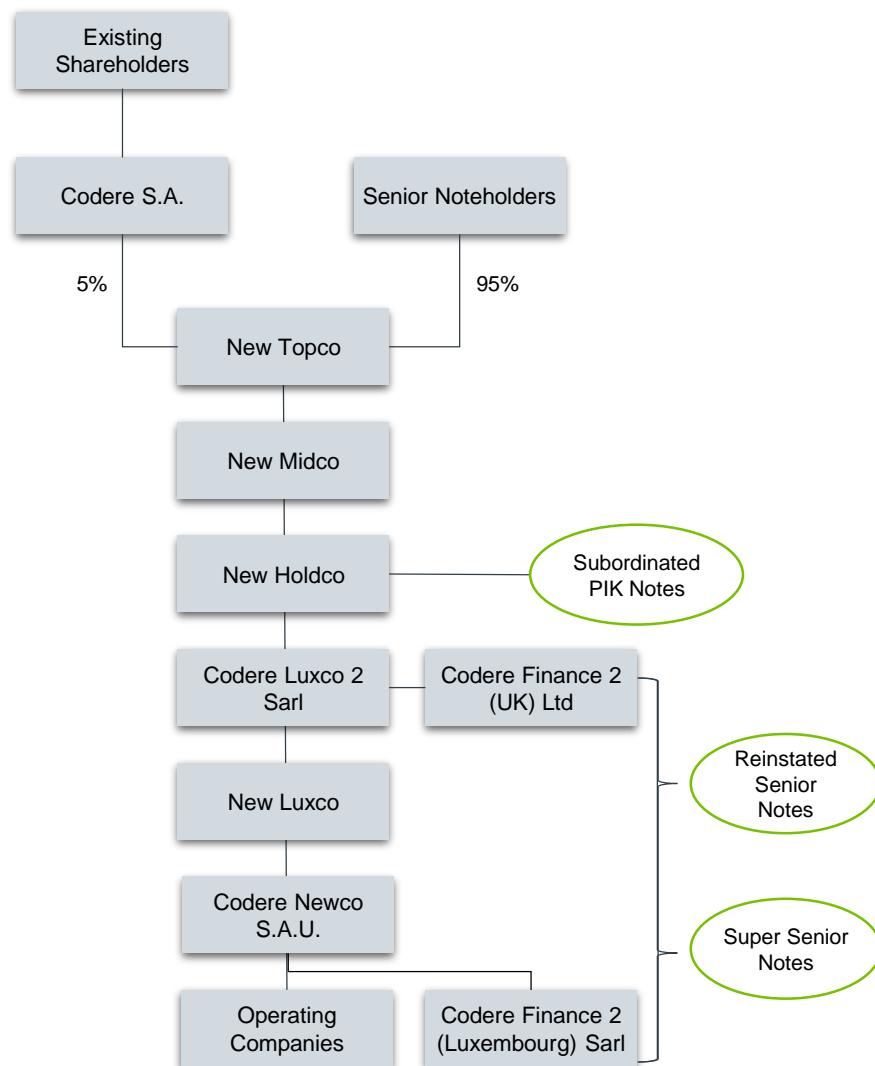 Existing
Shareholders
Codere S.A.
Senior Noteholders
5%
95%
New Topco
New Midco
New Holdco
Subordinated
PIK Notes
Codere Luxco 2
Sarl
Codere Finance 2
(UK) Ltd
Reinstated
Senior
Notes
New Luxco
Codere Newco
S.A.U.
Super Senior
Notes
Operating
Companies
Codere Finance 2
(Luxembourg) Sarl